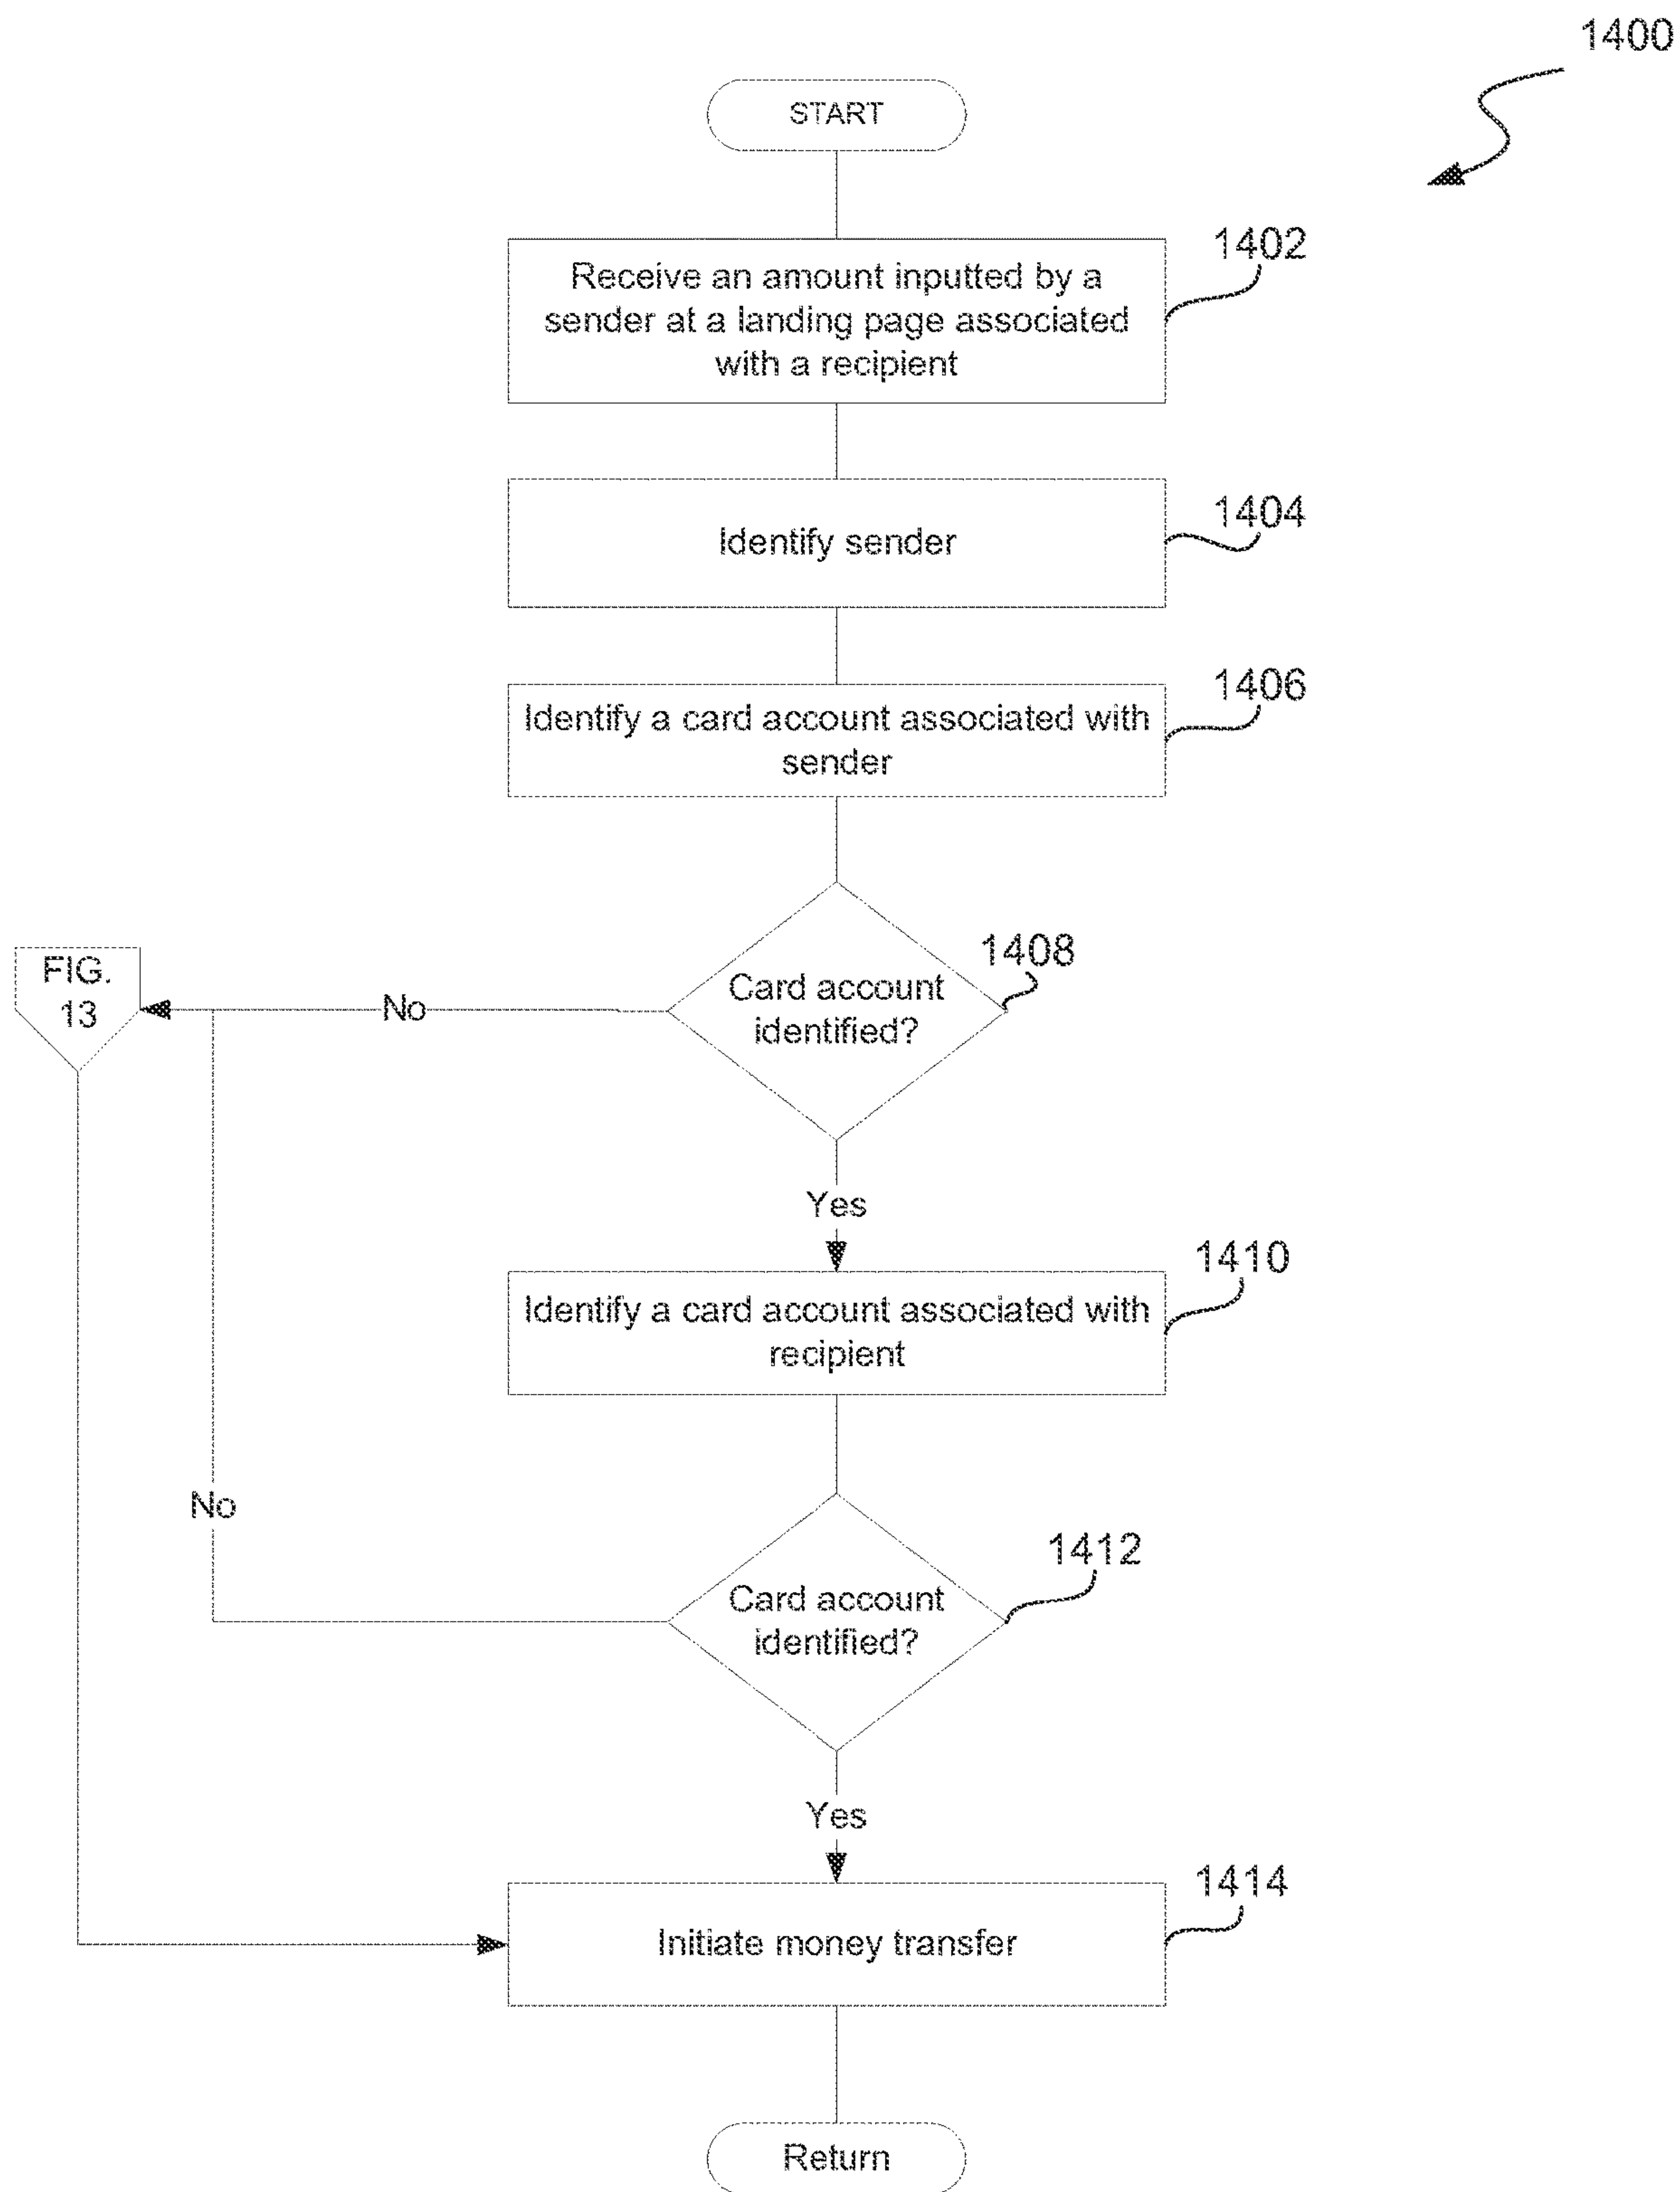 1400
START
1402
Receive an amount inputted by a
sender at a landing page associated
with a recipient
1404
Identify sender
1406
Identify a card account associated with
sender
1408
Card account
identified?
FIG.
13
No
Yes
1410
Identify a card account associated with
recipient
No
1412
Card account
identified?
Yes
1414
Initiate money transfer
Return